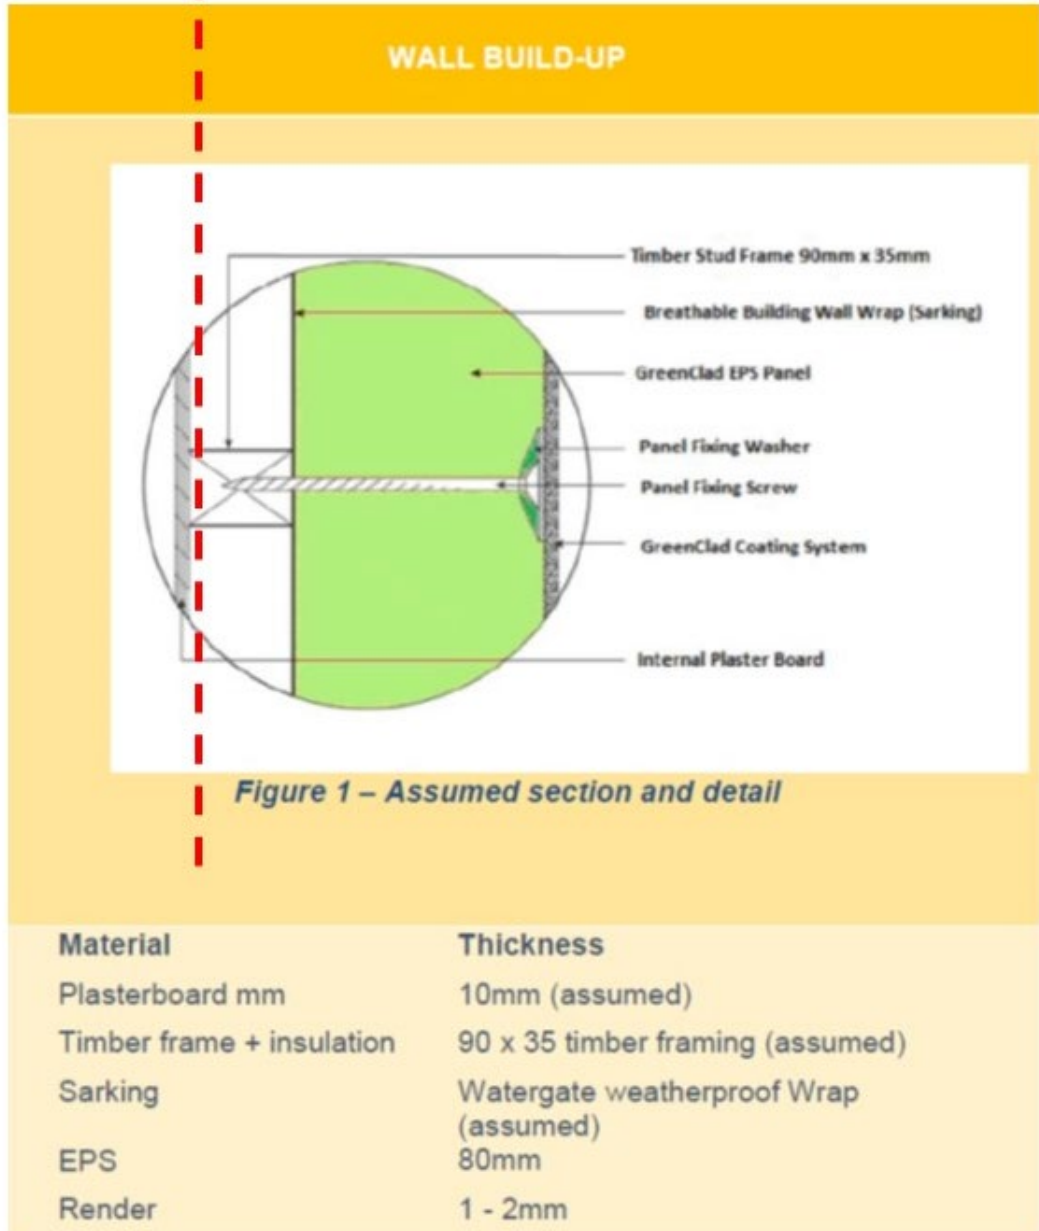 WALL BUILD-UP
Timber Stud Frame 90mm x 35mm
Breathable Building Wall Wrap (Sarking)
GreenClad EPS Panel
Panel Fixing Washer
Panel Fixing Screw
GreenClad Coating System
Internal Plaster Board
Figure 1 – Assumed section and detail
Material Thickness
Plasterboard mm 10mm (assumed)
Timber frame + insulation 90 x 35 timber framing (assumed)
Sarking Watergate weatherproof Wrap
(assumed)
EPS 80mm
Render 1 - 2mm